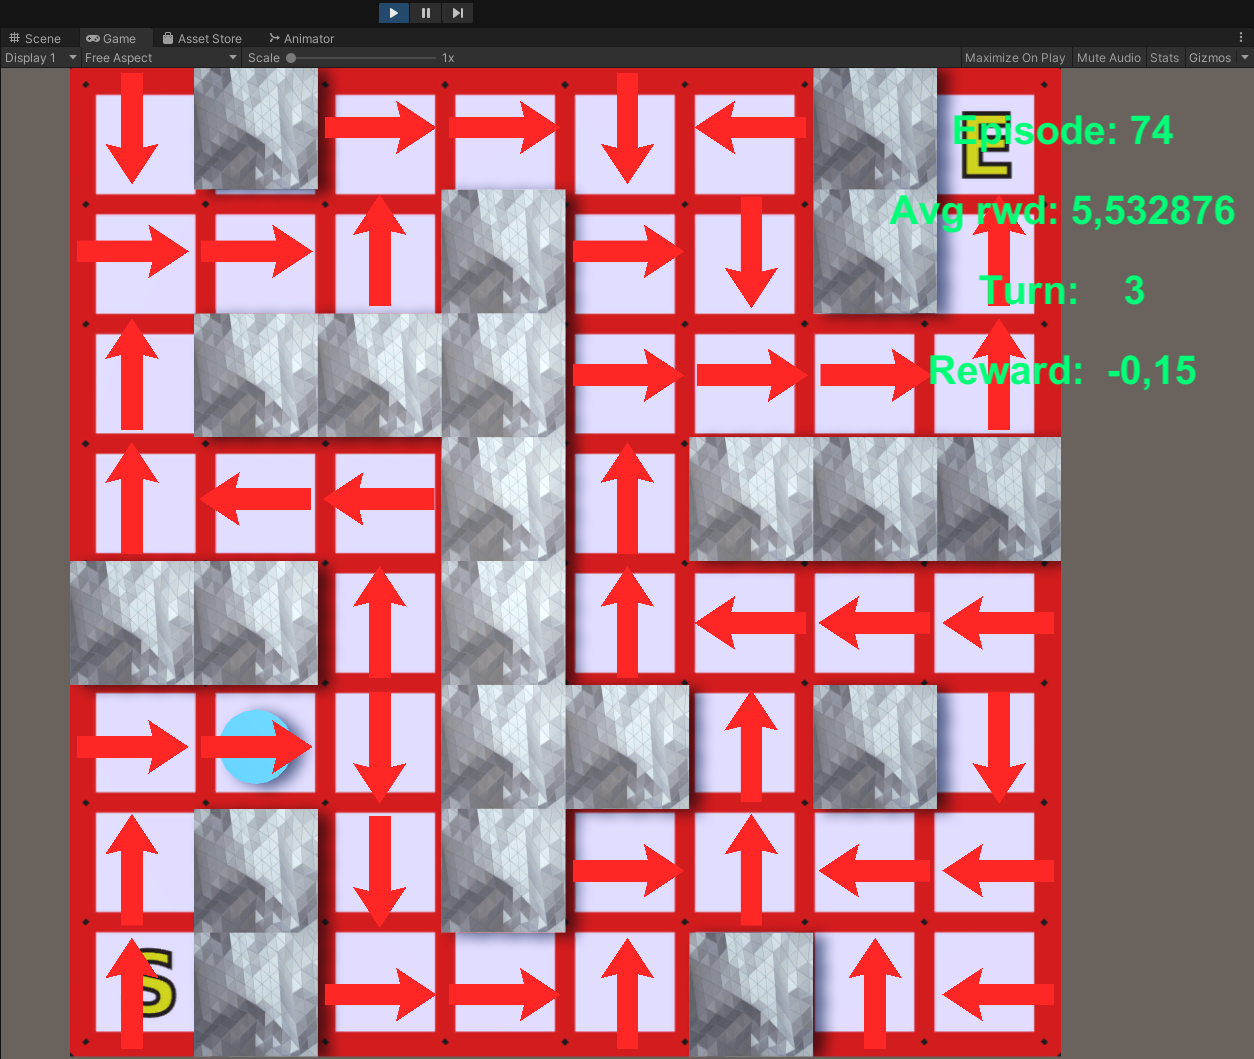 Scene Game Asset Store Animator
Display 1 Free Aspect Scale 1x Maximize On Play Mute Audio Stats Gizmos
E
Episode: 74
Avg rwd: 5,532876
Turn: 3
Reward: -0,15
S